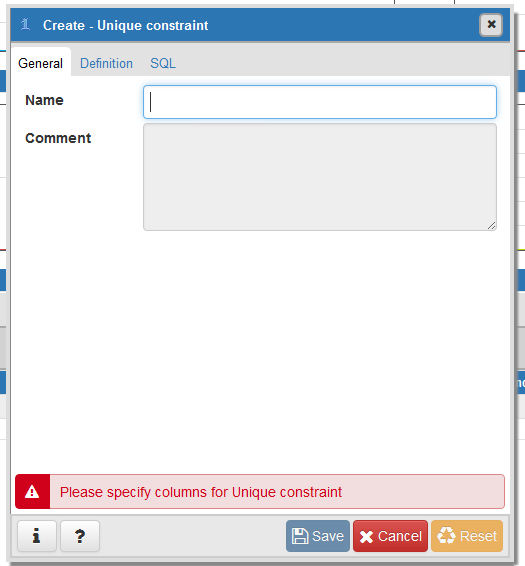 Create - Unique constraint
General Definition SQL
Name
Comment
Please specify columns for Unique constraint
i ? Save Cancel Reset